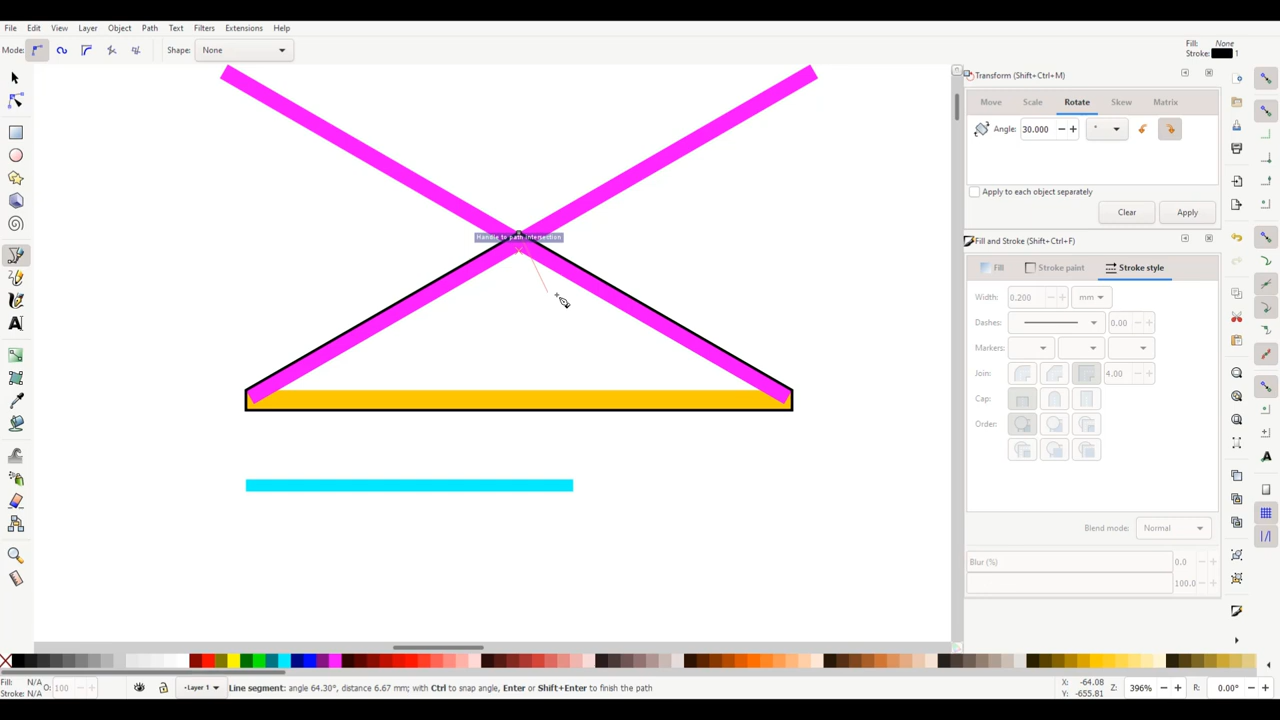 File Edit View Layer Object Path Text Filters Extensions Help
Mode: Shape: None
Fill: None
Stroke: 1
Transform (Shift+Ctrl+M)
Move Scale Rotate Skew Matrix
Angle: 30.000 °
Apply to each object separately
Clear Apply
Handle to path intersection
Fill and Stroke (Shift+Ctrl+F)
Fill Stroke paint Stroke style
Width: 0.200 mm
Dashes: 0.00
Markers:
Join: 4.00
Cap:
Order:
Blend mode: Normal
Blur (%) 0.0
100.0
Fill: N/A
Stroke: N/A
O: 100
Layer 1
Line segment: angle 64.30°, distance 6.67 mm; with Ctrl to snap angle, Enter or Shift+Enter to finish the path
X: -64.08
Y: -655.81
Z: 396%
R: 0.00°